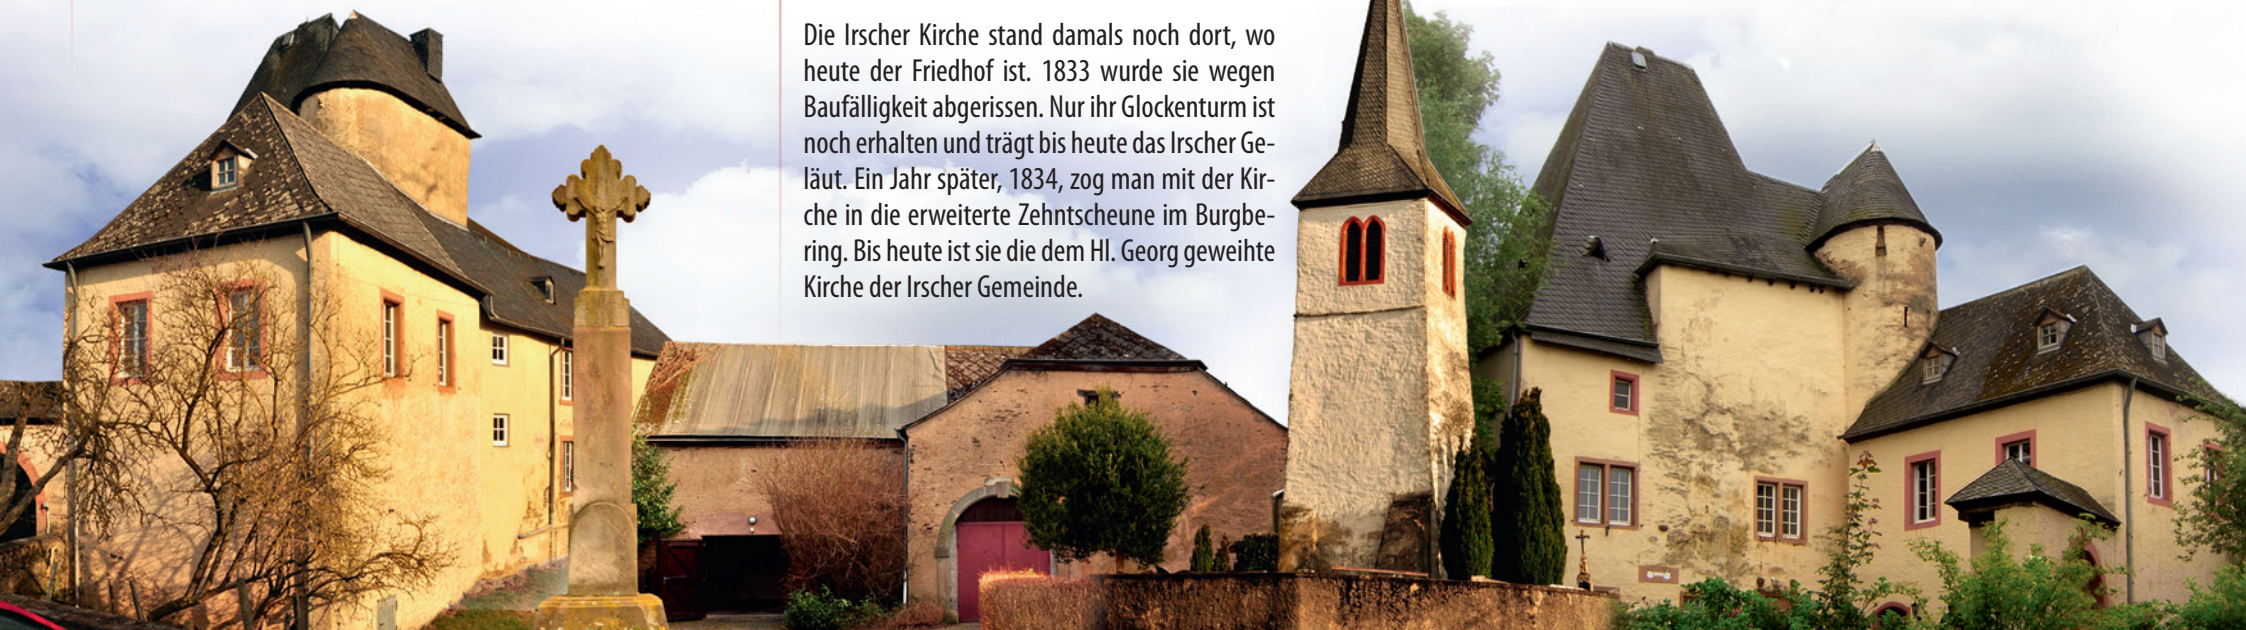 Die Irscher Kirche stand damals noch dort, wo
heute der Friedhof ist. 1833 wurde sie wegen
Baufälligkeit abgerissen. Nur ihr Glockenturm ist
noch erhalten und trägt bis heute das Irscher Ge-
läut. Ein Jahr später, 1834, zog man mit der Kir-
che in die erweiterte Zehntscheune im Burgbe-
ring. Bis heute ist sie die dem Hl. Georg geweihte
Kirche der Irscher Gemeinde.